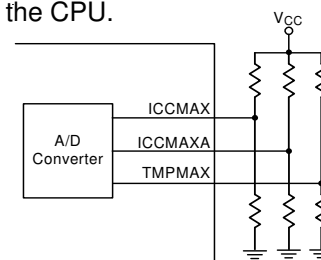 the CPU.
VCC
ICCMAX
A/D
Converter
ICCMAXA
TMPMAX